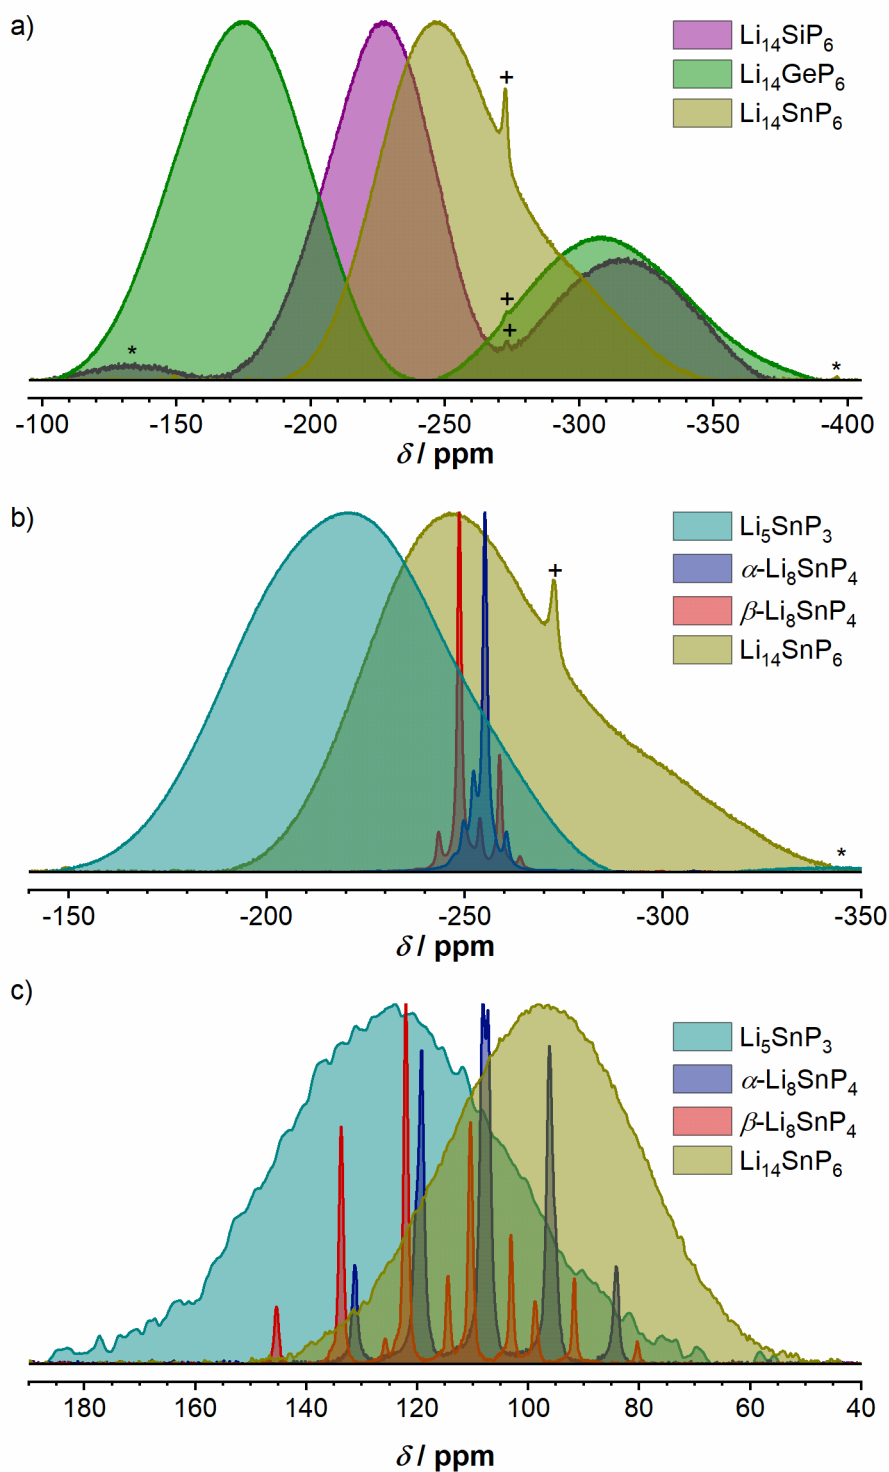 a)
Li₁₄SiP₆
Li₁₄GeP₆
Li₁₄SnP₆
+
+
+
*
*
-100 -150 -200 -250 -300 -350 -400
δ / ppm
b)
Li₅SnP₃
α-Li₈SnP₄
β-Li₈SnP₄
Li₁₄SnP₆
+
*
-150 -200 -250 -300 -350
δ / ppm
c)
Li₅SnP₃
α-Li₈SnP₄
β-Li₈SnP₄
Li₁₄SnP₆
180 160 140 120 100 80 60 40
δ / ppm